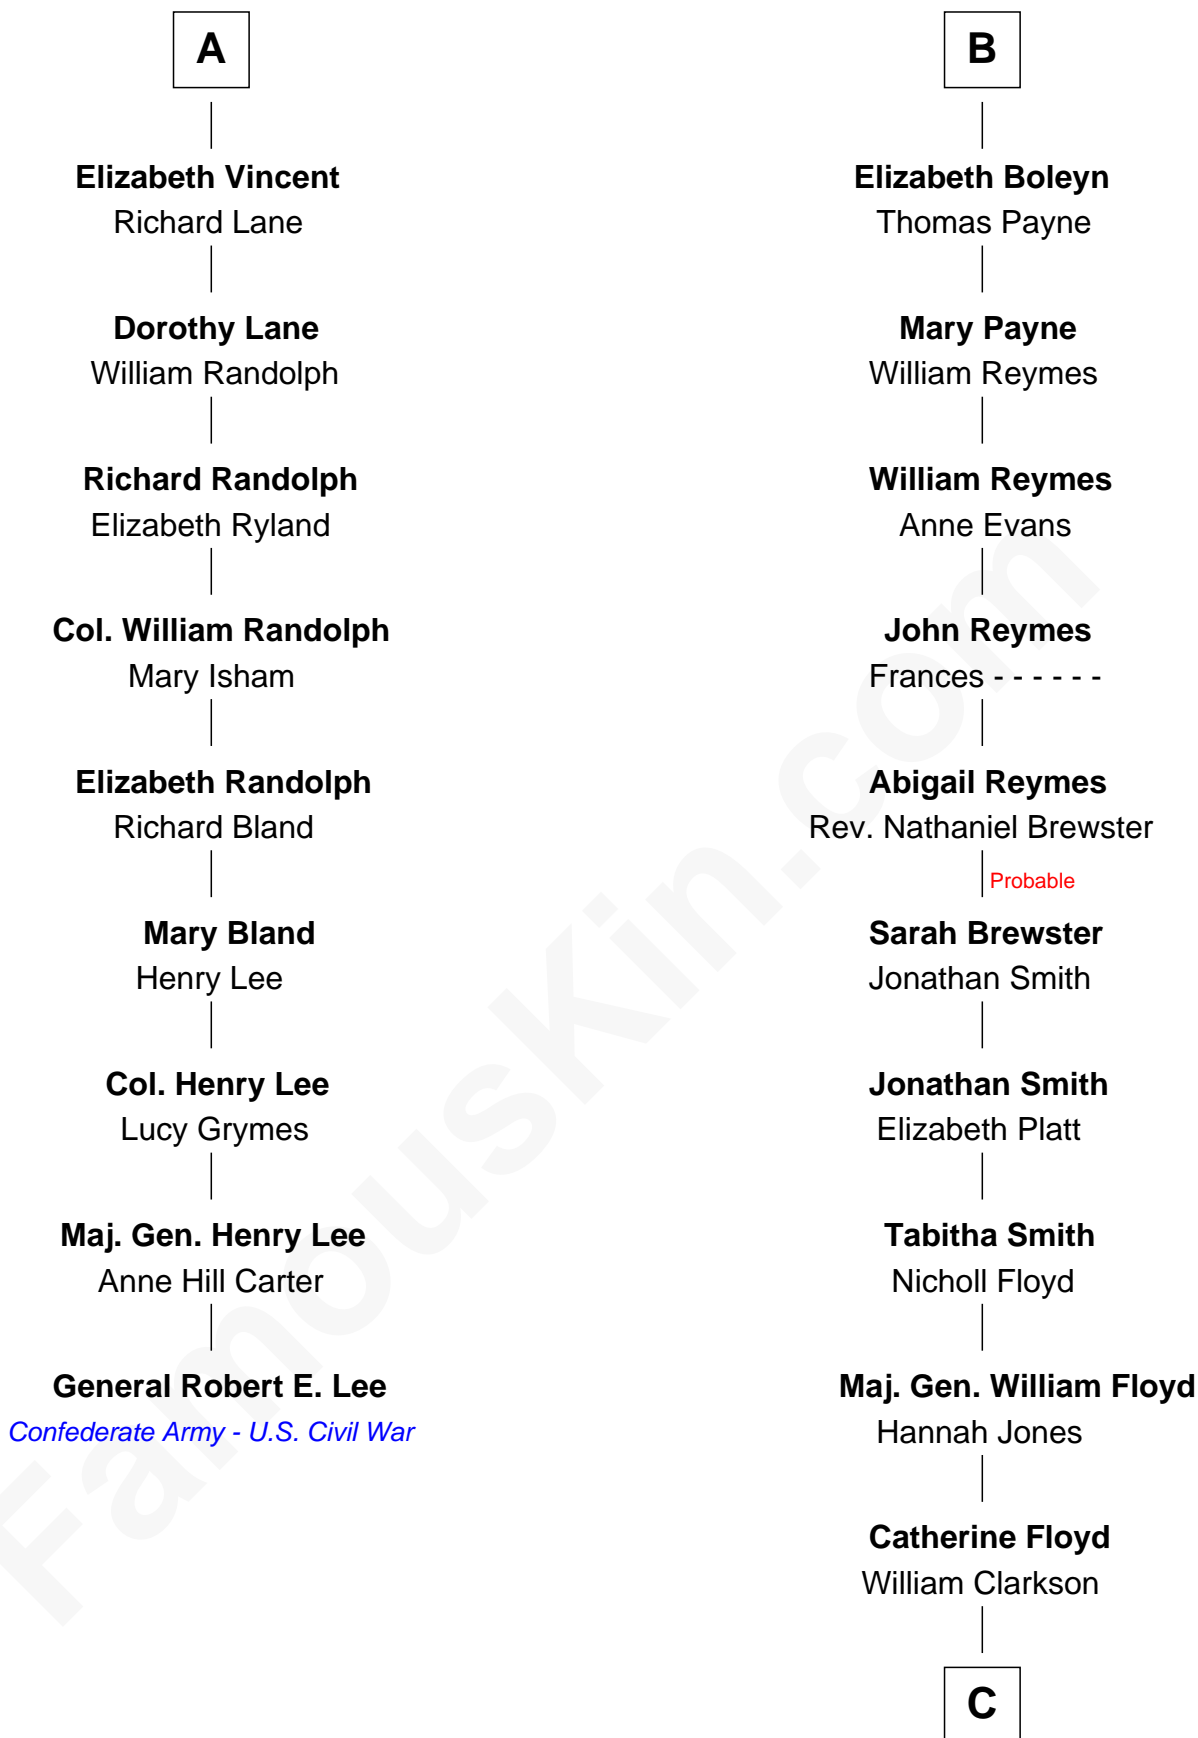 A
Elizabeth Vincent
Richard Lane
Dorothy Lane
William Randolph
Richard Randolph
Elizabeth Ryland
Col. William Randolph
Mary Isham
Elizabeth Randolph
Richard Bland
Mary Bland
Henry Lee
Col. Henry Lee
Lucy Grymes
Maj. Gen. Henry Lee
Anne Hill Carter
General Robert E. Lee
Confederate Army - U.S. Civil War
B
Elizabeth Boleyn
Thomas Payne
Mary Payne
William Reymes
William Reymes
Anne Evans
John Reymes
Frances - - - - - -
Abigail Reymes
Rev. Nathaniel Brewster
Probable
Sarah Brewster
Jonathan Smith
Jonathan Smith
Elizabeth Platt
Tabitha Smith
Nicholl Floyd
Maj. Gen. William Floyd
Hannah Jones
Catherine Floyd
William Clarkson
C
FamousKin.com